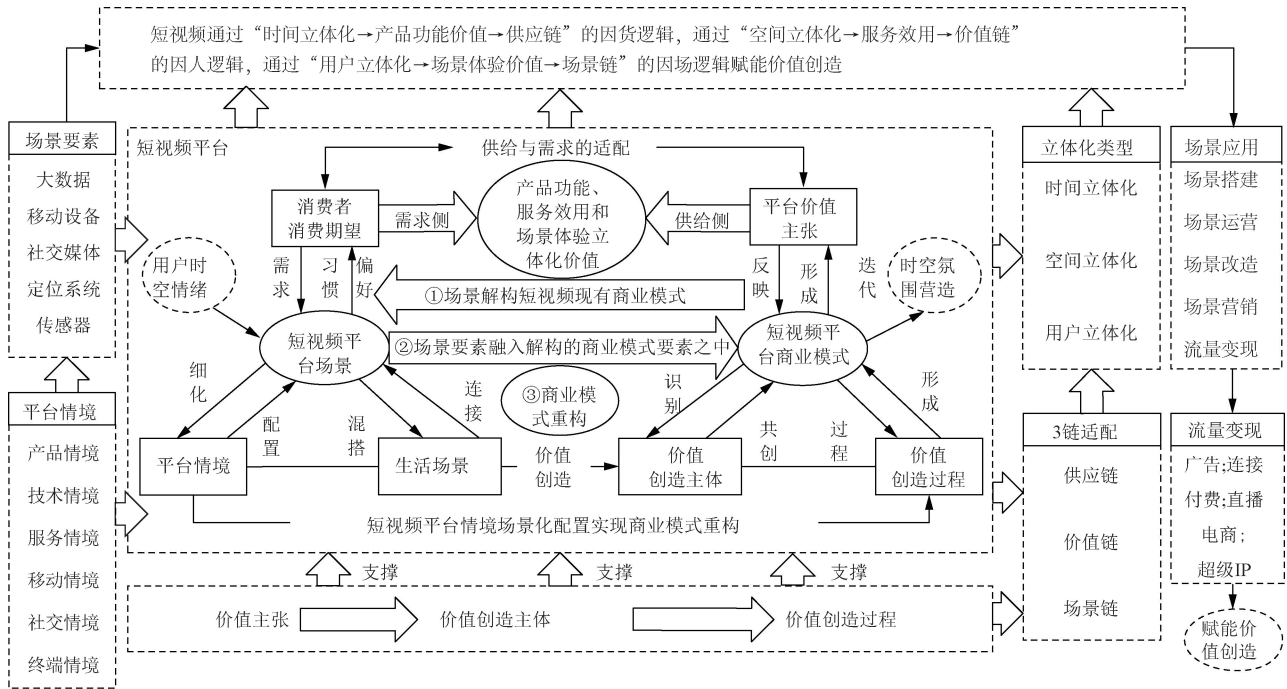 短视频通过“时间立体化→产品功能价值→供应链”的因货逻辑，通过“空间立体化→服务效用→价值链”
的因人逻辑，通过“用户立体化→场景体验价值→场景链”的因场逻辑赋能价值创造
场景要素
大数据
移动设备
社交媒体
定位系统
传感器
平台情境
产品情境
技术情境
服务情境
移动情境
社交情境
终端情境
短视频平台
供给与需求的适配
消费者
消费期望
需求侧
产品功能、
服务效用和
场景体验立
体化价值
供给侧
平台价值
主张
用户时
空情绪
需求
习惯
偏好
反映
形成
迭代
时空氛
围营造
①场景解构短视频现有商业模式
短视频平
台场景
②场景要素融入解构的商业模式要素之中
短视频平
台商业模式
细化
配置
混搭
连接
③商业模
式重构
识别
共创
过程
形成
平台情境
生活场景
价值
创造
价值
创造主体
价值
创造过程
短视频平台情境场景化配置实现商业模式重构
支撑
支撑
支撑
价值主张
价值创造主体
价值创造过程
立体化类型
时间立体化
空间立体化
用户立体化
3链适配
供应链
价值链
场景链
场景应用
场景搭建
场景运营
场景改造
场景营销
流量变现
流量变现
广告;连接
付费;直播
电商;
超级IP
赋能价
值创造